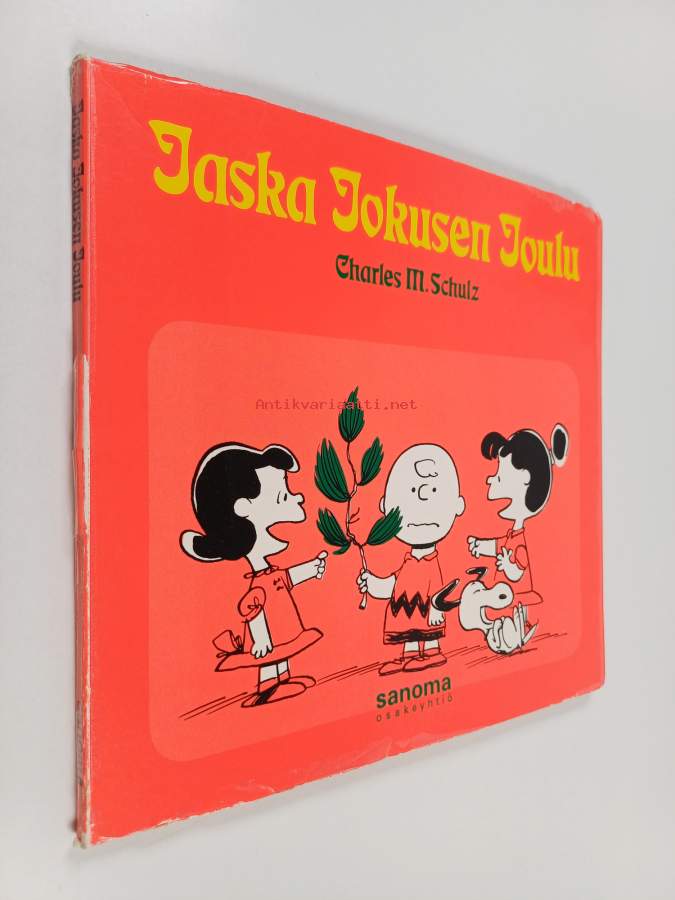 Jaska Jokusen Joulu
Jaska Jokusen Joulu
Charles M. Schulz
Antikvariaatti.net
sanoma
osakeyhtiö